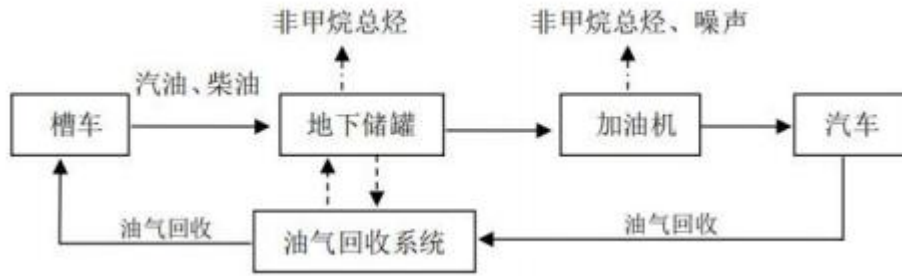 非甲烷总烃
非甲烷总烃、噪声
汽油、柴油
槽车
地下储罐
加油机
汽车
油气回收
油气回收系统
油气回收